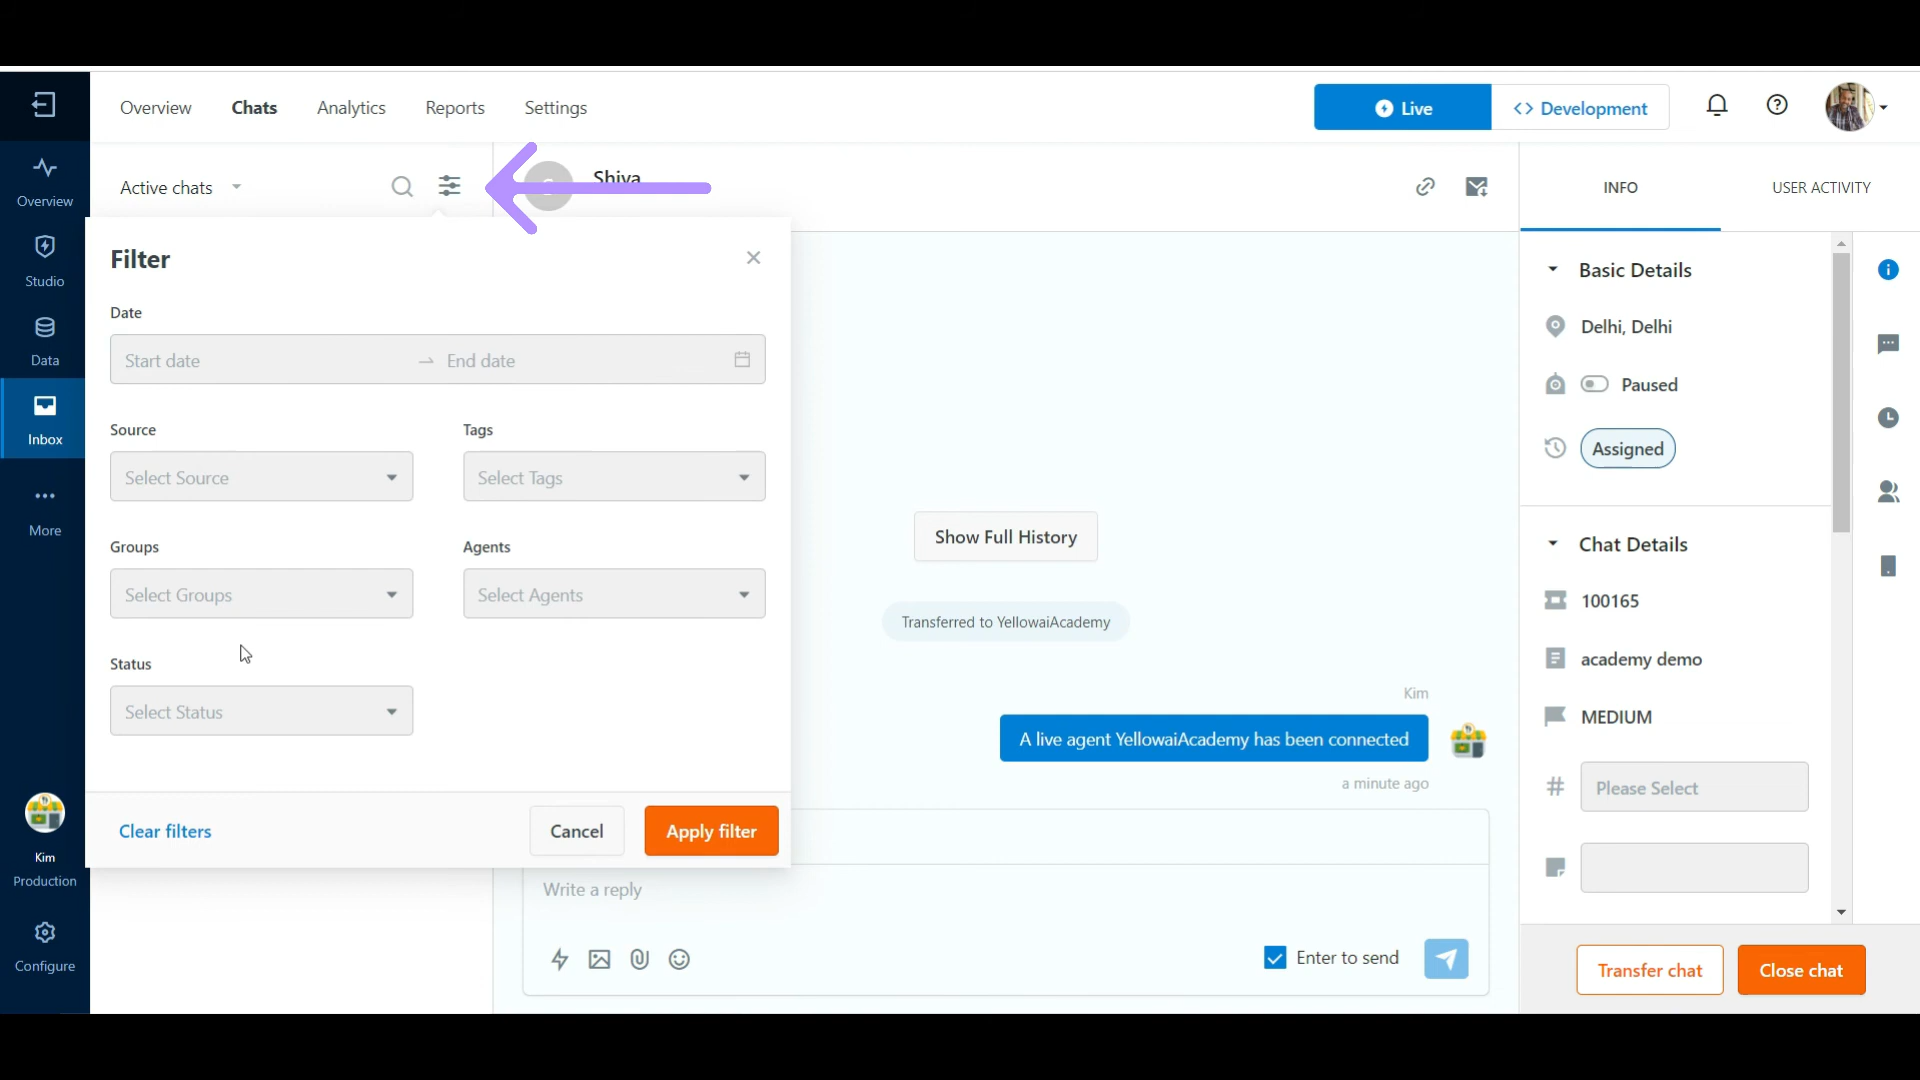 Overview
Chats
Analytics
Reports
Settings
Live
<> Development
Overview
Studio
Data
Inbox
More
Kim
Production
Configure
Active chats
Shiva
Filter
Date
Start date
End date
Source
Tags
Select Source
Select Tags
Groups
Agents
Select Groups
Select Agents
Status
Select Status
Clear filters
Cancel
Apply filter
Show Full History
Transferred to YellowaiAcademy
Kim
A live agent YellowaiAcademy has been connected
a minute ago
Write a reply
Enter to send
INFO
USER ACTIVITY
Basic Details
Delhi, Delhi
Paused
Assigned
Chat Details
100165
academy demo
MEDIUM
# Please Select
Transfer chat
Close chat